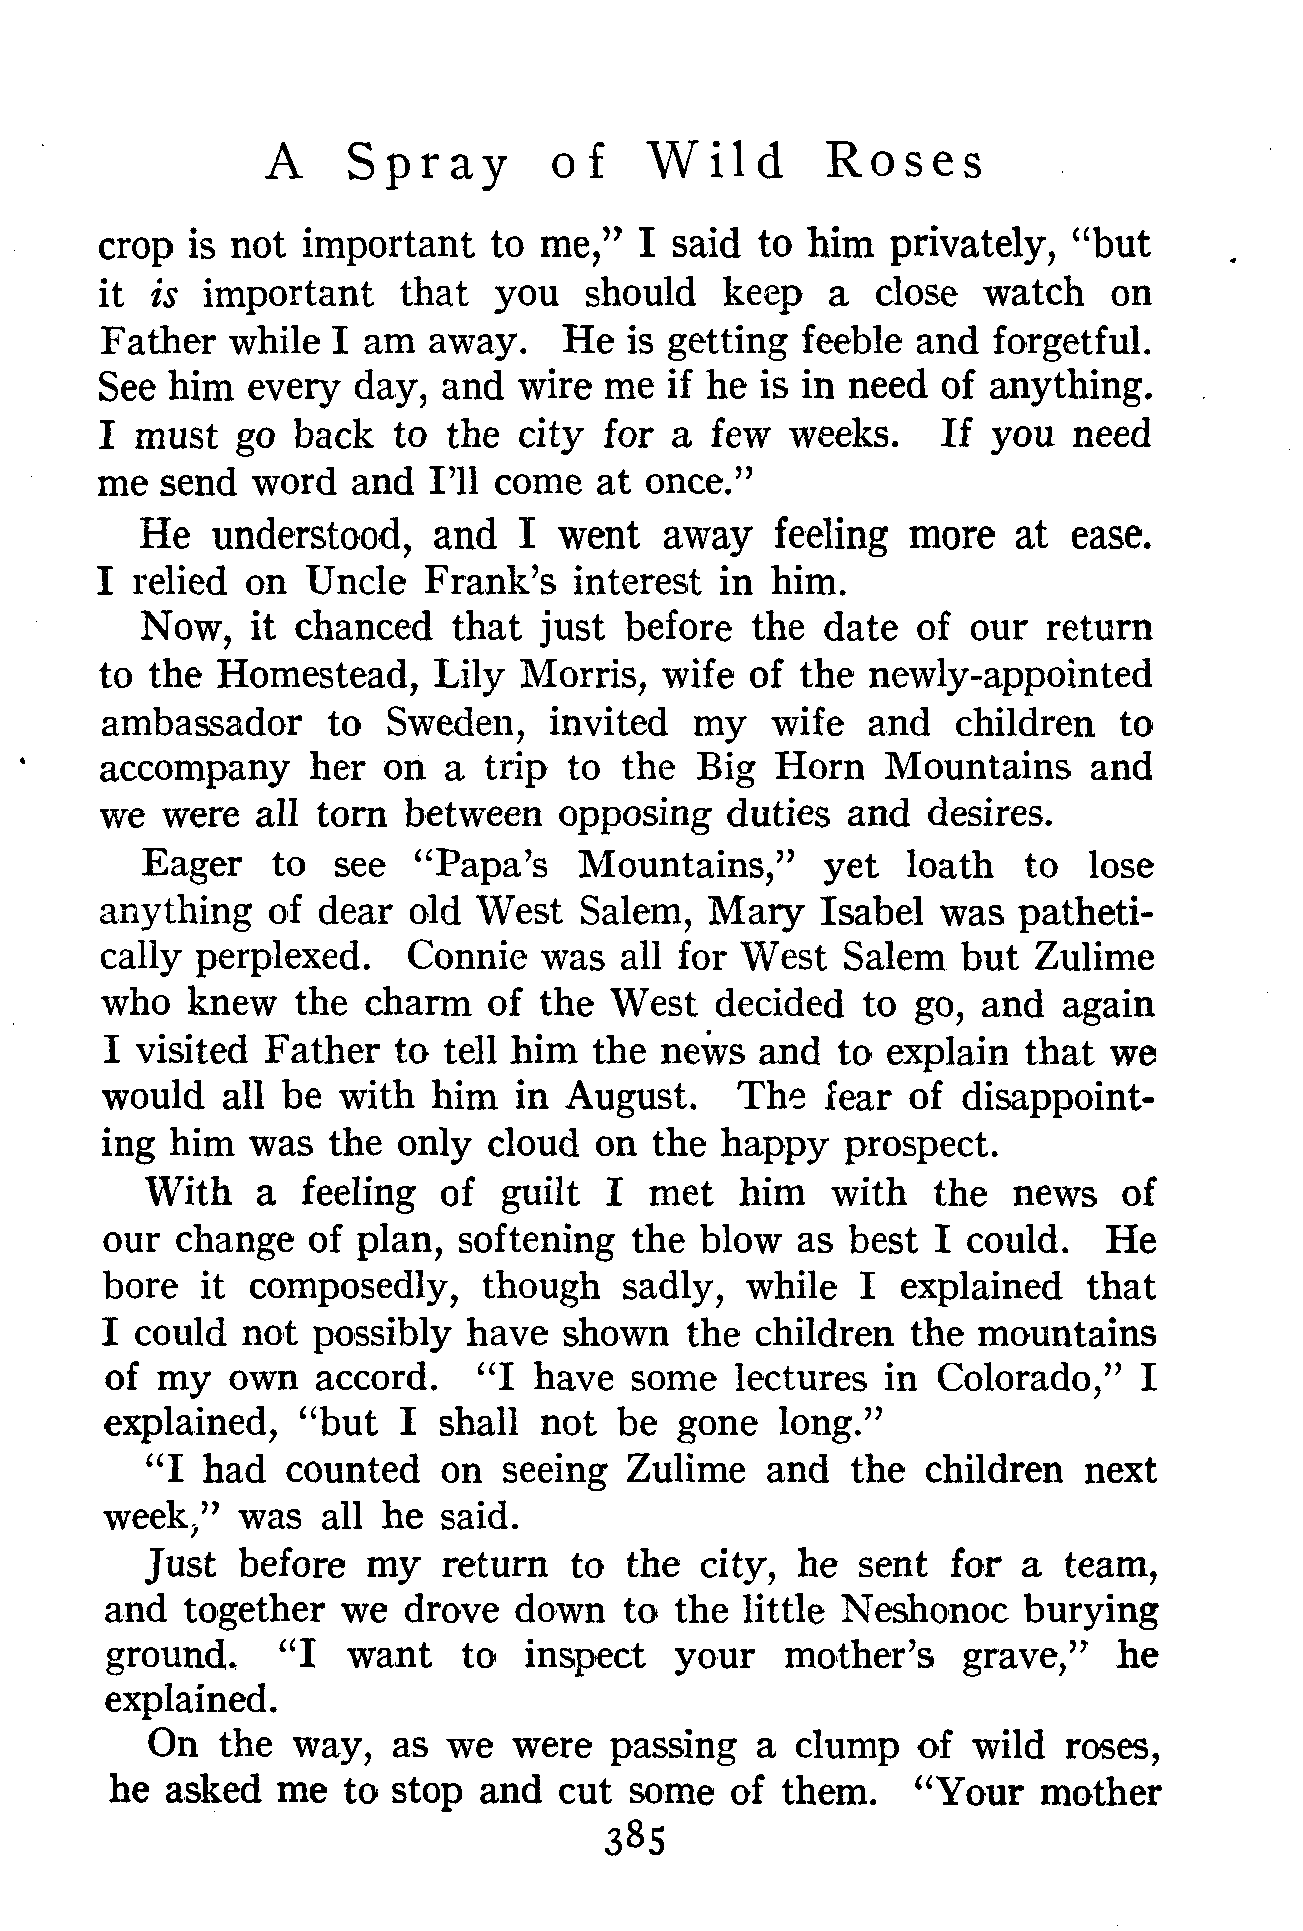 A Spray of Wild Roses
crop is not important to me,” I said to him privately, “but
it is important that you should keep a close watch on
Father while I am away. He is getting feeble and forgetful.
See him every day, and wire me if he is in need of anything.
I must go back to the city for a few weeks. If you need
me send word and I’ll come at once.”
He understood, and I went away feeling more at ease.
I relied on Uncle Frank’s interest in him.
Now, it chanced that just before the date of our return
to the Homestead, Lily Morris, wife of the newly-appointed
ambassador to Sweden, invited my wife and children to
accompany her on a trip to the Big Horn Mountains and
we were all torn between opposing duties and desires.
Eager to see “Papa’s Mountains,” yet loath to lose
anything of dear old West Salem, Mary Isabel was patheti-
cally perplexed. Connie was all for West Salem but Zulime
who knew the charm of the West decided to go, and again
I visited Father to tell him the news and to explain that we
would all be with him in August. The fear of disappoint-
ing him was the only cloud on the happy prospect.
With a feeling of guilt I met him with the news of
our change of plan, softening the blow as best I could. He
bore it composedly, though sadly, while I explained that
I could not possibly have shown the children the mountains
of my own accord. “I have some lectures in Colorado,” I
explained, “but I shall not be gone long.”
“I had counted on seeing Zulime and the children next
week,” was all he said.
Just before my return to the city, he sent for a team,
and together we drove down to the little Neshonoc burying
ground. “I want to inspect your mother’s grave,” he
explained.
On the way, as we were passing a clump of wild roses,
he asked me to stop and cut some of them. “Your mother
385